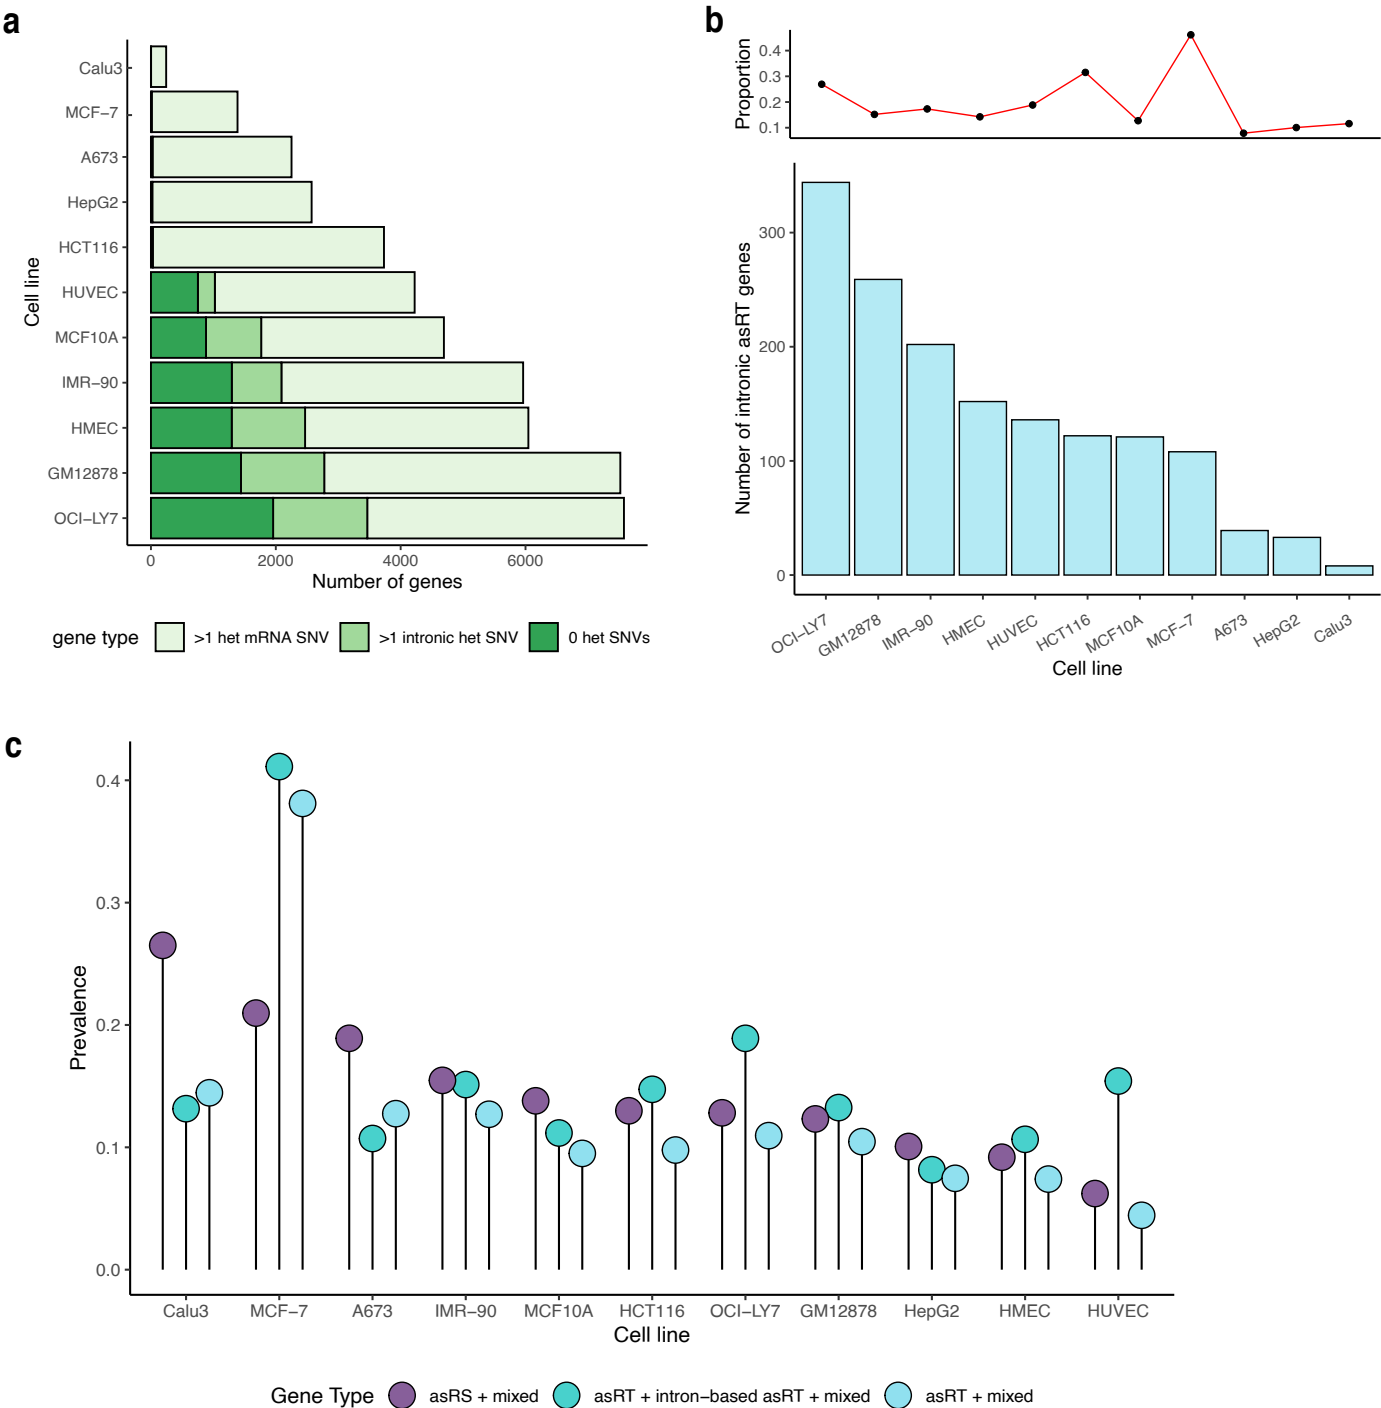 a
Calu3
MCF−7
A673
HepG2
HCT116
HUVEC
MCF10A
IMR−90
HMEC
GM12878
OCI−LY7
Cell line
0 2000 4000 6000
Number of genes
gene type >1 het mRNA SNV >1 intronic het SNV 0 het SNVs
b
Proportion
0.4
0.3
0.2
0.1
Number of intronic asRT genes
300
200
100
0
OCI−LY7 GM12878 IMR−90 HMEC HUVEC HCT116 MCF10A MCF−7 A673 HepG2 Calu3
Cell line
c
Prevalence
0.4
0.3
0.2
0.1
0.0
Calu3 MCF−7 A673 IMR−90 MCF10A HCT116 OCI−LY7 GM12878 HepG2 HMEC HUVEC
Cell line
Gene Type asRS + mixed asRT + intron−based asRT + mixed asRT + mixed